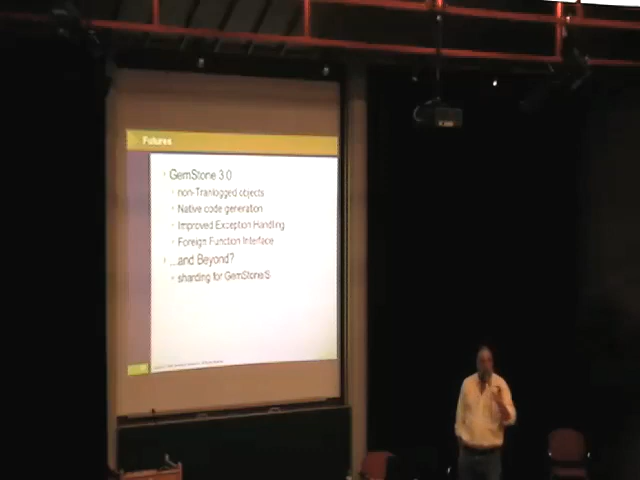 Futures
GemStone 3.0
non-Tranlogged objects
Native code generation
Improved Exception Handling
Foreign Function Interface
...and Beyond?
sharding for GemStone/S